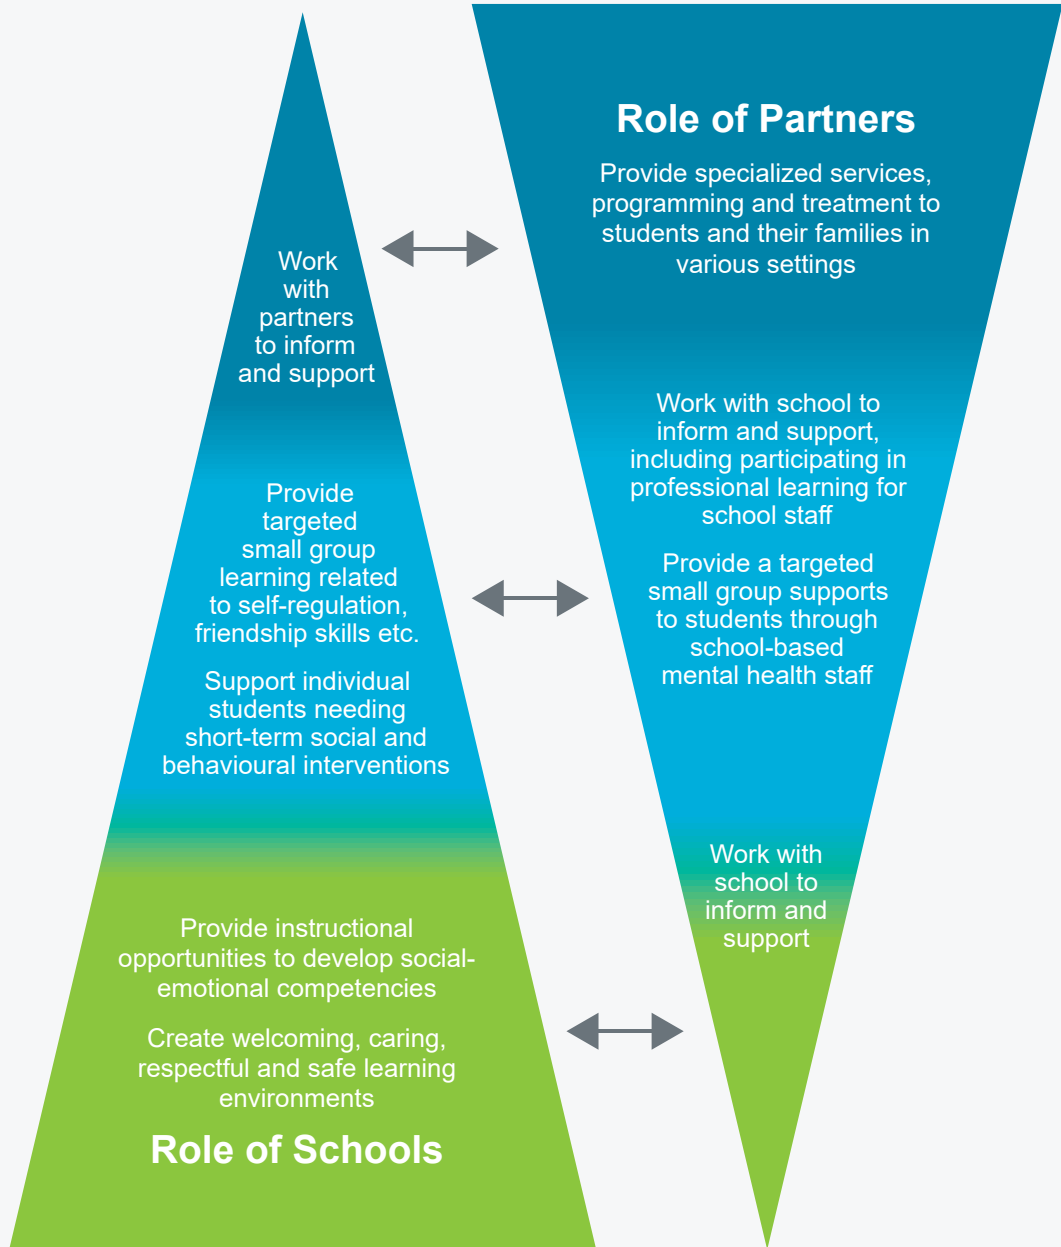 Work
with
partners
to inform
and support
Provide
targeted
small group
learning related
to self-regulation,
friendship skills etc.
Support individual
students needing
short-term social and
behavioural interventions
Provide instructional
opportunities to develop social-
emotional competencies
Create welcoming, caring,
respectful and safe learning
environments
Role of Schools
Role of Partners
Provide specialized services,
programming and treatment to
students and their families in
various settings
Work with school to
inform and support,
including participating in
professional learning for
school staff
Provide a targeted
small group supports
to students through
school-based
mental health staff
Work with
school to
inform and
support